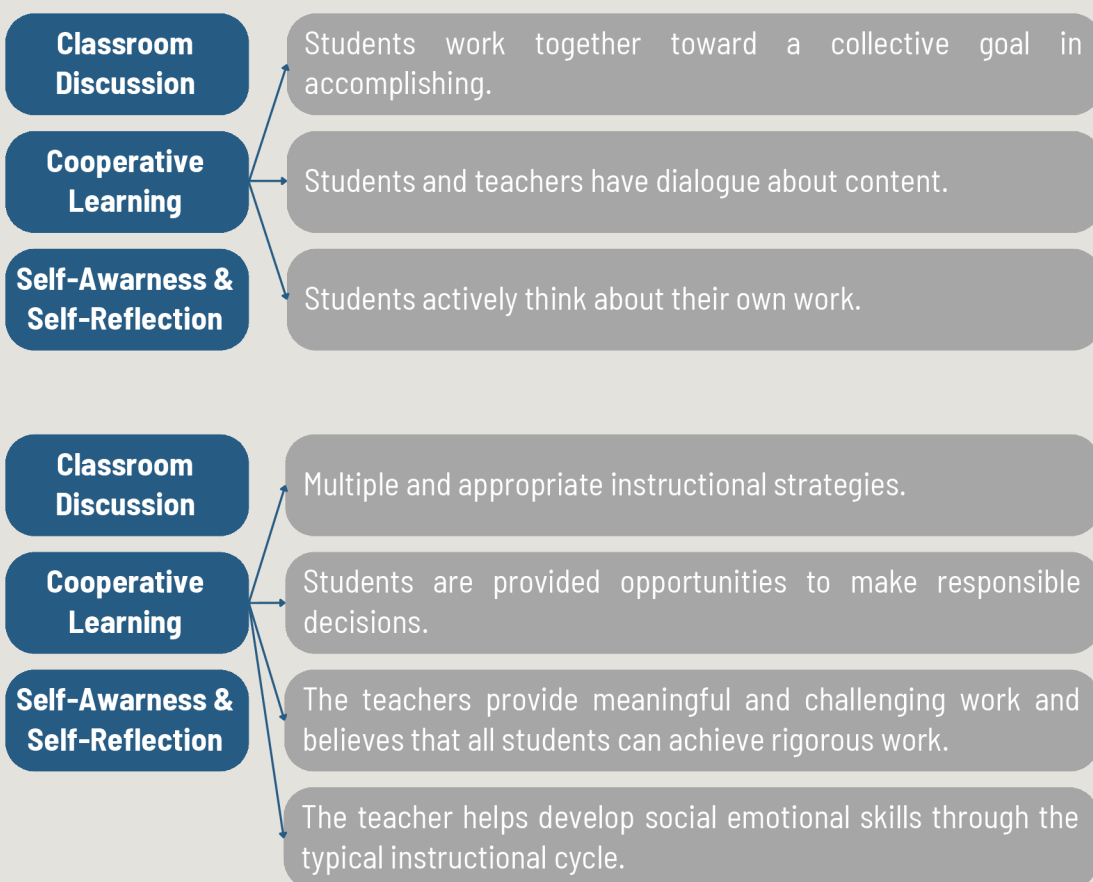 Classroom
Discussion
Students work together toward a collective goal in
accomplishing.
Cooperative
Learning
Students and teachers have dialogue about content.
Self-Awarness &
Self-Reflection
Students actively think about their own work.
Classroom
Discussion
Multiple and appropriate instructional strategies.
Cooperative
Learning
Students are provided opportunities to make responsible
decisions.
Self-Awarness &
Self-Reflection
The teachers provide meaningful and challenging work and
believes that all students can achieve rigorous work.
The teacher helps develop social emotional skills through the
typical instructional cycle.